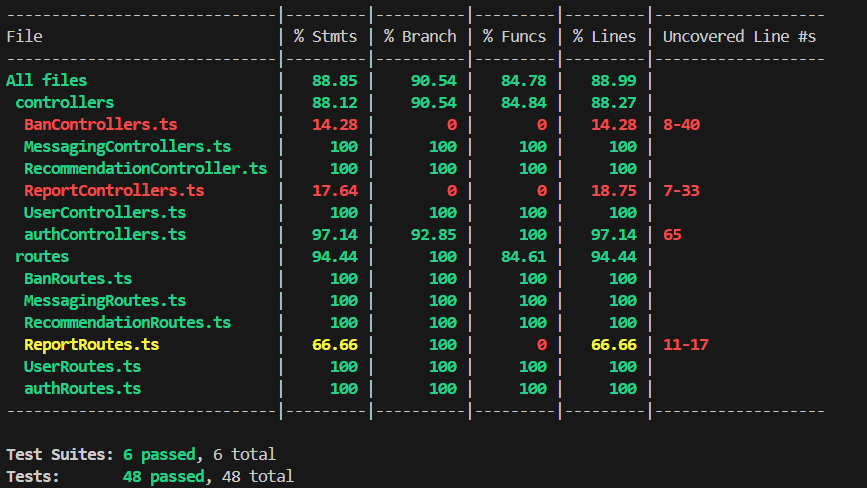 ----------------------------|---------|----------|---------|---------|-------------------
File                        | % Stmts | % Branch | % Funcs | % Lines | Uncovered Line #s
----------------------------|---------|----------|---------|---------|-------------------
All files                   |   88.85 |    90.54 |   84.78 |   88.99 |
 controllers                |   88.12 |    90.54 |   84.84 |   88.27 |
  BanControllers.ts         |   14.28 |        0 |       0 |   14.28 | 8-40
  MessagingControllers.ts   |     100 |      100 |     100 |     100 |
  RecommendationController.ts |     100 |      100 |     100 |     100 |
  ReportControllers.ts      |   17.64 |        0 |       0 |   18.75 | 7-33
  UserControllers.ts        |     100 |      100 |     100 |     100 |
  authControllers.ts        |   97.14 |    92.85 |     100 |   97.14 | 65
 routes                     |   94.44 |      100 |   84.61 |   94.44 |
  BanRoutes.ts              |     100 |      100 |     100 |     100 |
  MessagingRoutes.ts        |     100 |      100 |     100 |     100 |
  RecommendationRoutes.ts   |     100 |      100 |     100 |     100 |
  ReportRoutes.ts           |   66.66 |      100 |       0 |   66.66 | 11-17
  UserRoutes.ts             |     100 |      100 |     100 |     100 |
  authRoutes.ts             |     100 |      100 |     100 |     100 |
----------------------------|---------|----------|---------|---------|-------------------
Test Suites: 6 passed, 6 total
Tests:       48 passed, 48 total